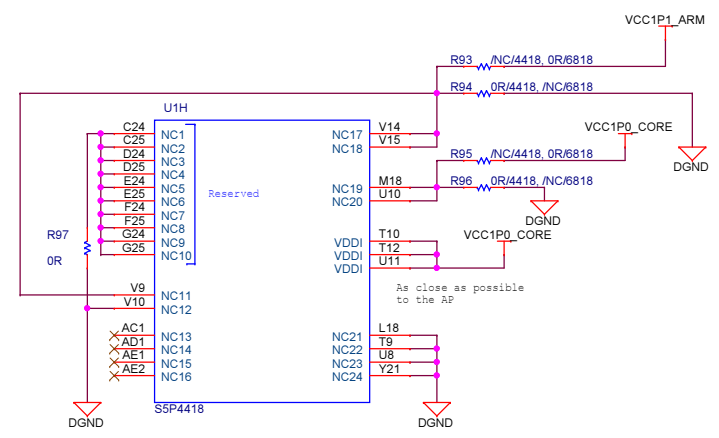 VCC1P1_ARM
R93 /NC/4418, 0R/6818
R94 0R/4418, /NC/6818
U1H
C24 NC1
C25 NC2
D24 NC3
D25 NC4
E24 NC5
E25 NC6
F24 NC7
F25 NC8
G24 NC9
G25 NC10
Reserved
R97
0R
V9 NC11
V10 NC12
AC1 NC13
AD1 NC14
AE1 NC15
AE2 NC16
NC17 V14
NC18 V15
VCC1P0_CORE
R95 /NC/4418, 0R/6818
DGND
NC19 M18
R96 0R/4418, /NC/6818
NC20 U10
DGND
VCC1P0_CORE
VDDI T10
VDDI T12
VDDI U11
As close as possible
to the AP
NC21 L18
NC22 T9
NC23 U8
NC24 Y21
S5P4418
DGND
DGND